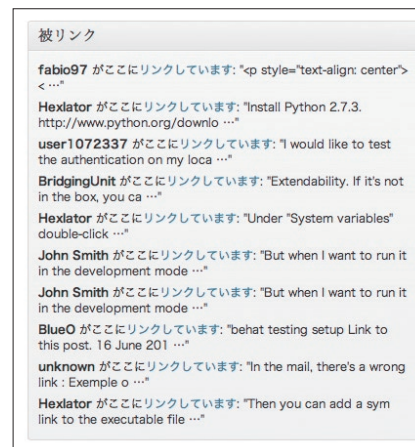 被リンク
fabio97 がここにリンクしています: "<p style="text-align: center">
< …"
Hexlator がここにリンクしています: "Install Python 2.7.3.
http://www.python.org/downlo …"
user1072337 がここにリンクしています: "I would like to test
the authentication on my loca …"
BridgingUnit がここにリンクしています: "Extendability. If it's not
in the box, you ca …"
Hexlator がここにリンクしています: "Under "System variables"
double-click …"
John Smith がここにリンクしています: "But when I want to run it
in the development mode …"
John Smith がここにリンクしています: "But when I want to run it
in the development mode …"
BlueO がここにリンクしています: "behat testing setup Link to
this post. 16 June 201 …"
unknown がここにリンクしています: "In the mail, there's a wrong
link : Exemple o …"
Hexlator がここにリンクしています: "Then you can add a sym
link to the executable file …"